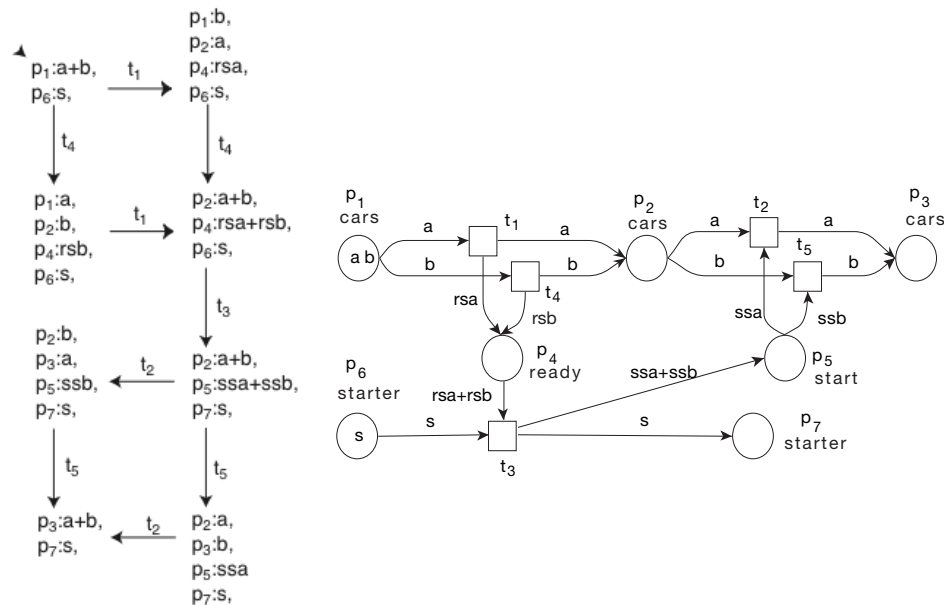 p₁:a+b,
p₆:s,
t₁
p₁:b,
p₂:a,
p₄:rsa,
p₆:s,
t₄
t₄
p₁:a,
p₂:b,
p₄:rsb,
p₆:s,
t₁
p₂:a+b,
p₄:rsa+rsb,
p₆:s,
t₃
p₂:b,
p₃:a,
p₅:ssb,
p₇:s,
t₂
p₂:a+b,
p₅:ssa+ssb,
p₇:s,
t₅
t₅
p₃:a+b,
p₇:s,
t₂
p₂:a,
p₃:b,
p₅:ssa
p₇:s,
p₁
cars
a b
a
b
t₁
t₄
a
b
rsa
rsb
p₂
cars
a
b
t₂
t₅
a
b
p₃
cars
ssa
ssb
p₄
ready
p₅
start
p₆
starter
s
s
rsa+rsb
t₃
ssa+ssb
s
p₇
starter